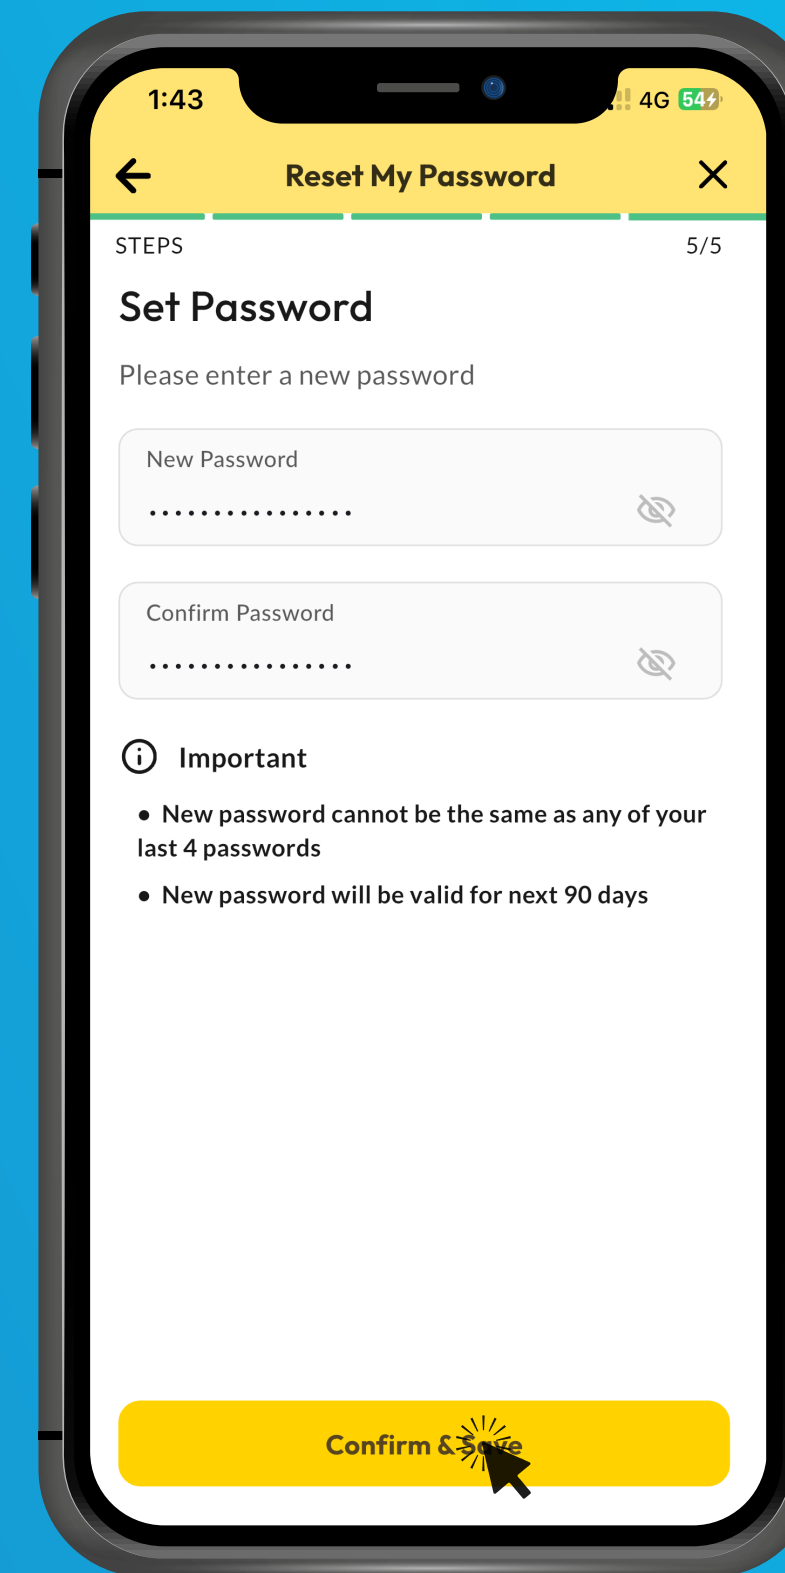 1:43 4G 54
Reset My Password
STEPS 5/5
Set Password
Please enter a new password
New Password
................
Confirm Password
................
Important
• New password cannot be the same as any of your
last 4 passwords
• New password will be valid for next 90 days
Confirm & Save